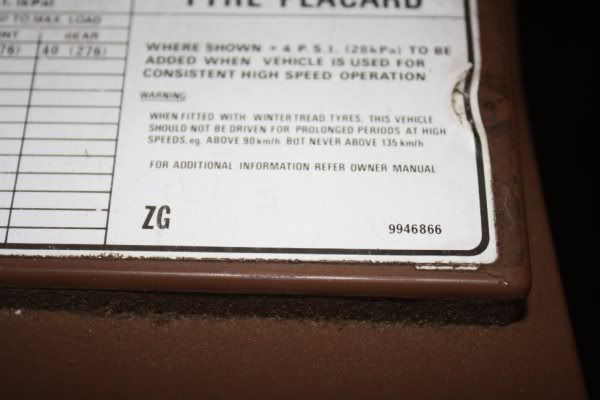 TYRE PLACARD
TO MAX LOAD
REAR
40 (276)
WHERE SHOWN + 4 P.S.I. (28kPa) TO BE
ADDED WHEN VEHICLE IS USED FOR
CONSISTENT HIGH SPEED OPERATION
WARNING
WHEN FITTED WITH WINTER TREAD TYRES. THIS VEHICLE
SHOULD NOT BE DRIVEN FOR PROLONGED PERIODS AT HIGH
SPEEDS. eg. ABOVE 90 km/h BUT NEVER ABOVE 135 km/h
FOR ADDITIONAL INFORMATION REFER OWNER MANUAL
ZG
9946866